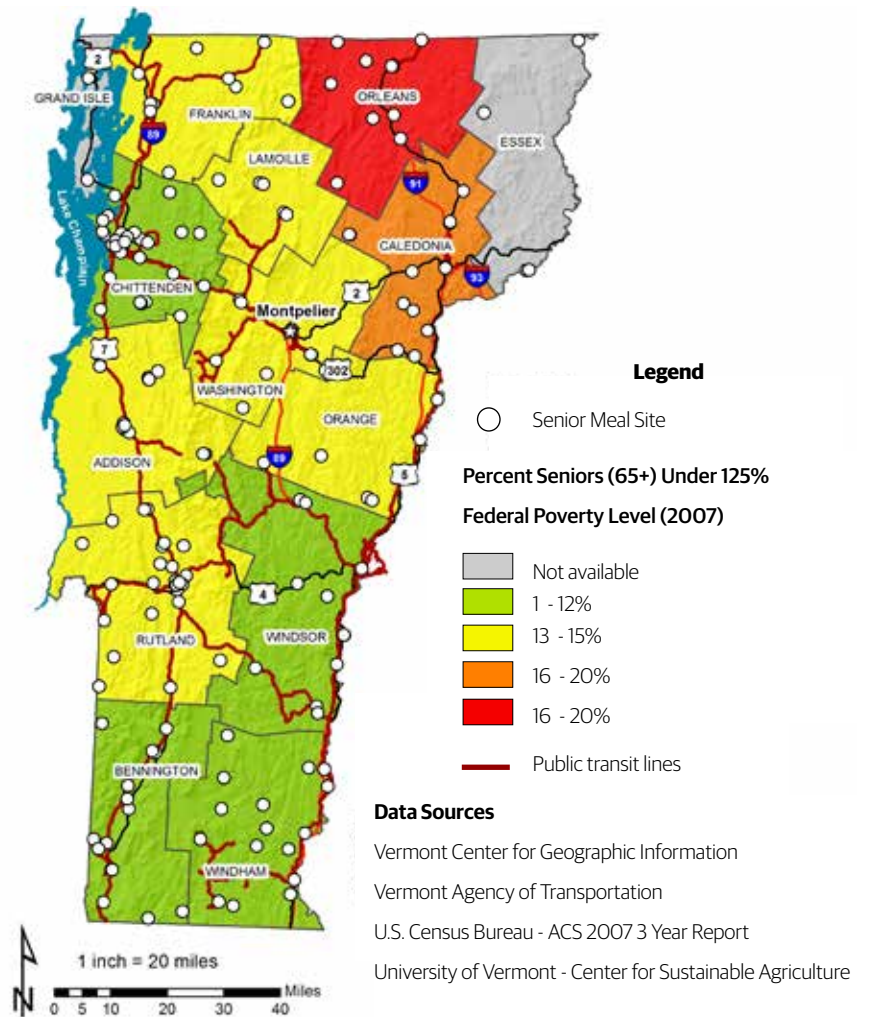 2
GRAND ISLE
FRANKLIN
ORLEANS
ESSEX
89
LAMOILLE
91
Lake Champlain
CALEDONIA
93
CHITTENDEN
2
Montpelier
7
302
WASHINGTON
ORANGE
ADDISON
89
5
4
RUTLAND
WINDSOR
BENNINGTON
WINDHAM
Legend
Senior Meal Site
Percent Seniors (65+) Under 125%
Federal Poverty Level (2007)
Not available
1 - 12%
13 - 15%
16 - 20%
16 - 20%
Public transit lines
Data Sources
Vermont Center for Geographic Information
Vermont Agency of Transportation
U.S. Census Bureau - ACS 2007 3 Year Report
University of Vermont - Center for Sustainable Agriculture
N
1 inch = 20 miles
Miles
0 5 10 20 30 40